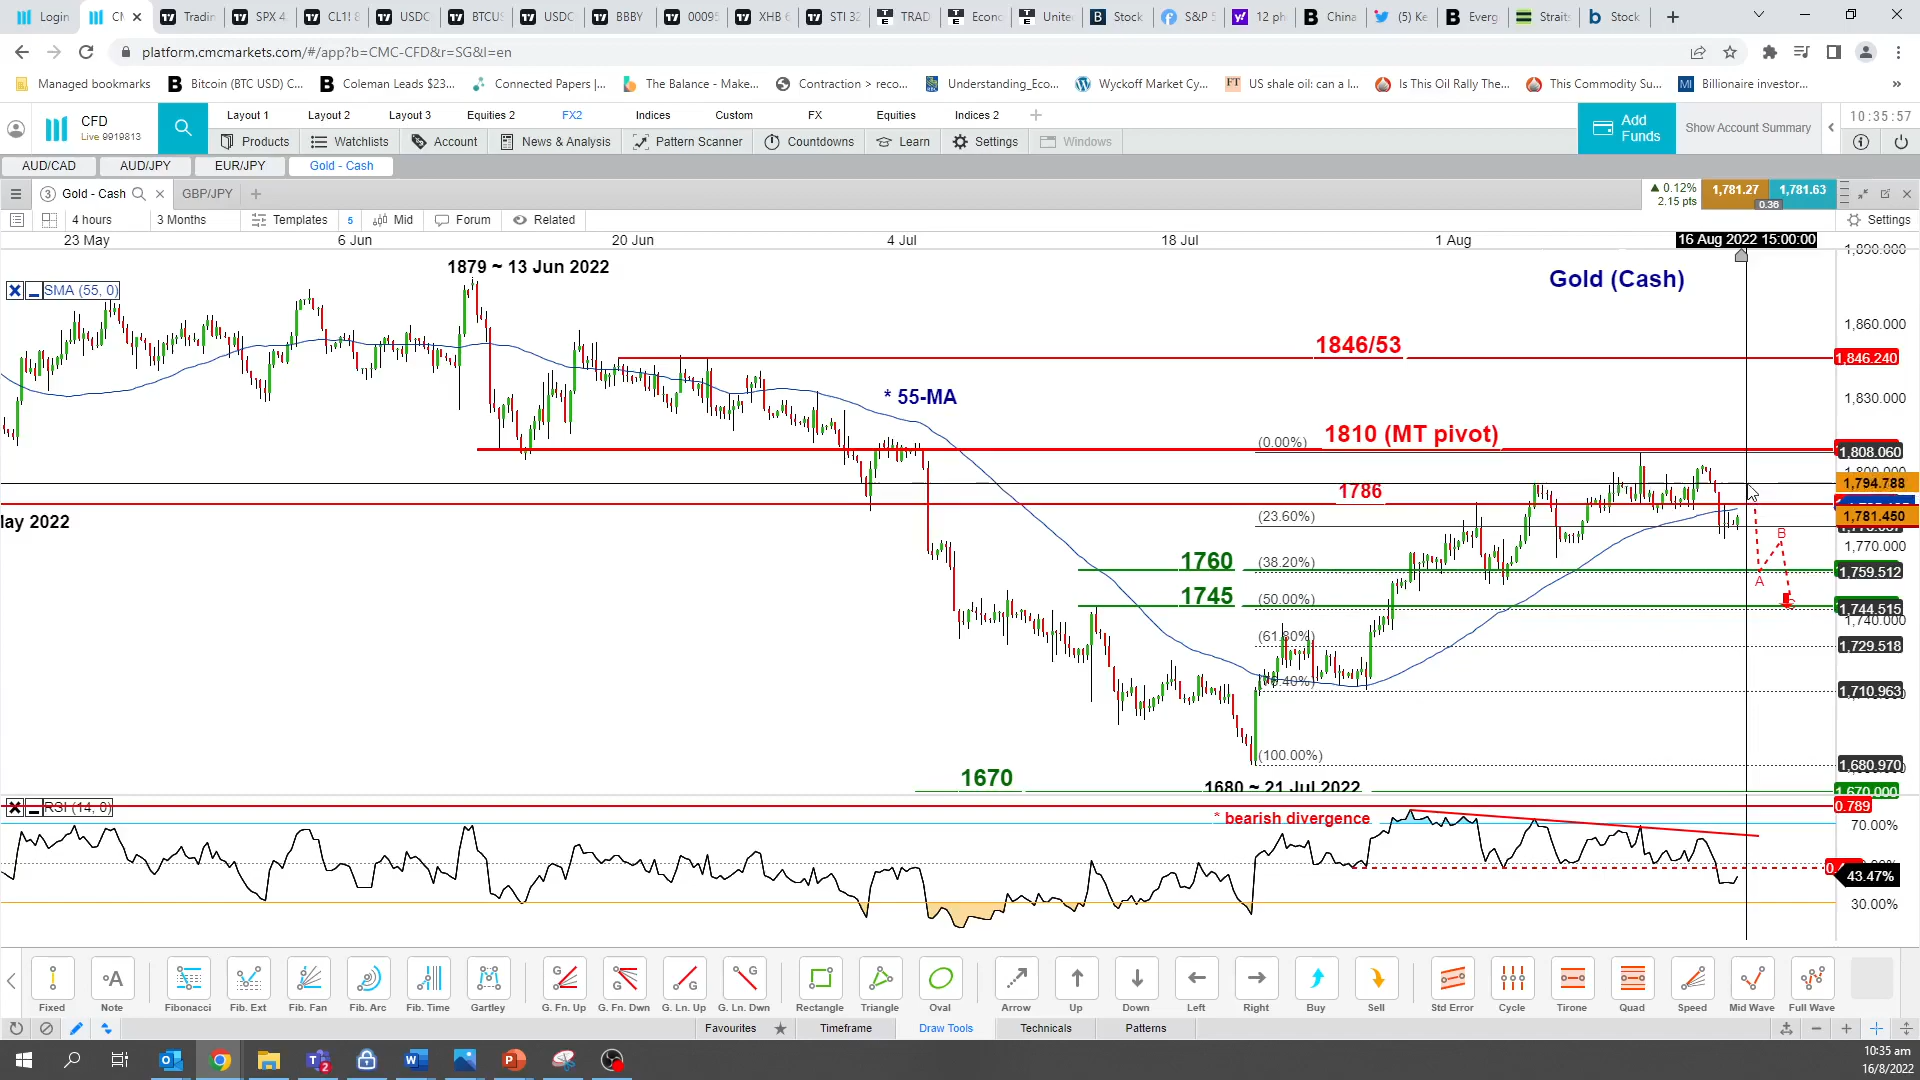 Login
CM
Tradin
SPX 4
CL1! 8
USDC
BTCUS
USDC
BBBY
00095
XHB 6
STI 32
TRAD
Econo
Unite
Stock
S&P 5
12 ph
China
(5) Ke
Everg
Straits
Stock
platform.cmcmarkets.com/#/app?b=CMC-CFD&r=SG&l=en
Managed bookmarks
Bitcoin (BTC USD) C...
Coleman Leads $23...
Connected Papers |...
The Balance - Make...
Contraction > reco...
Understanding_Eco...
Wyckoff Market Cy...
US shale oil: can a l...
Is This Oil Rally The...
This Commodity Su...
Billionaire investor...
CFD
Live 9919813
Layout 1
Layout 2
Layout 3
Equities 2
FX2
Indices
Custom
FX
Equities
Indices 2
Products
Watchlists
Account
News & Analysis
Pattern Scanner
Countdowns
Learn
Settings
Windows
Add Funds
Show Account Summary
10:35:57
AUD/CAD
AUD/JPY
EUR/JPY
Gold - Cash
3 Gold - Cash
GBP/JPY
0.12%
2.15 pts
1,781.27
1,781.63
0.36
4 hours
3 Months
Templates
5
Mid
Forum
Related
Settings
23 May
6 Jun
20 Jun
4 Jul
18 Jul
1 Aug
16 Aug 2022 15:00:00
SMA (55, 0)
1879 ~ 13 Jun 2022
Gold (Cash)
1846/53
* 55-MA
1810 (MT pivot)
(0.00%)
1786
lay 2022
(23.60%)
1760
(38.20%)
1745
(50.00%)
(61.80%)
(100.00%)
1670
1680 ~ 21 Jul 2022
A
B
1,860.000
1,846.240
1,830.000
1,808.060
1,794.788
1,781.450
1,770.000
1,759.512
1,744.515
1,740.000
1,729.518
1,710.963
1,680.970
1,670.000
RSI (14, 0)
* bearish divergence
0.789
70.00%
43.47%
30.00%
Fixed
Note
Fibonacci
Fib. Ext
Fib. Fan
Fib. Arc
Fib. Time
Gartley
G. Fn. Up
G. Fn. Dwn
G. Ln. Up
G. Ln. Dwn
Rectangle
Triangle
Oval
Arrow
Up
Down
Left
Right
Buy
Sell
Std Error
Cycle
Tirone
Quad
Speed
Mid Wave
Full Wave
Favourites
Timeframe
Draw Tools
Technicals
Patterns
10:35 am
16/8/2022